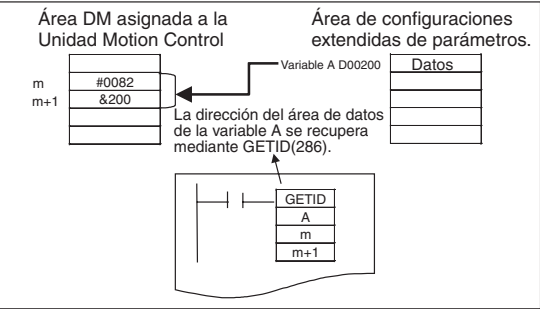 Área DM asignada a la
Unidad Motion Control
Área de configuraciones
extendidas de parámetros.
Variable A D00200
Datos
m
#0082
m+1
&200
La dirección del área de datos
de la variable A se recupera
mediante GETID(286).
GETID
A
m
m+1